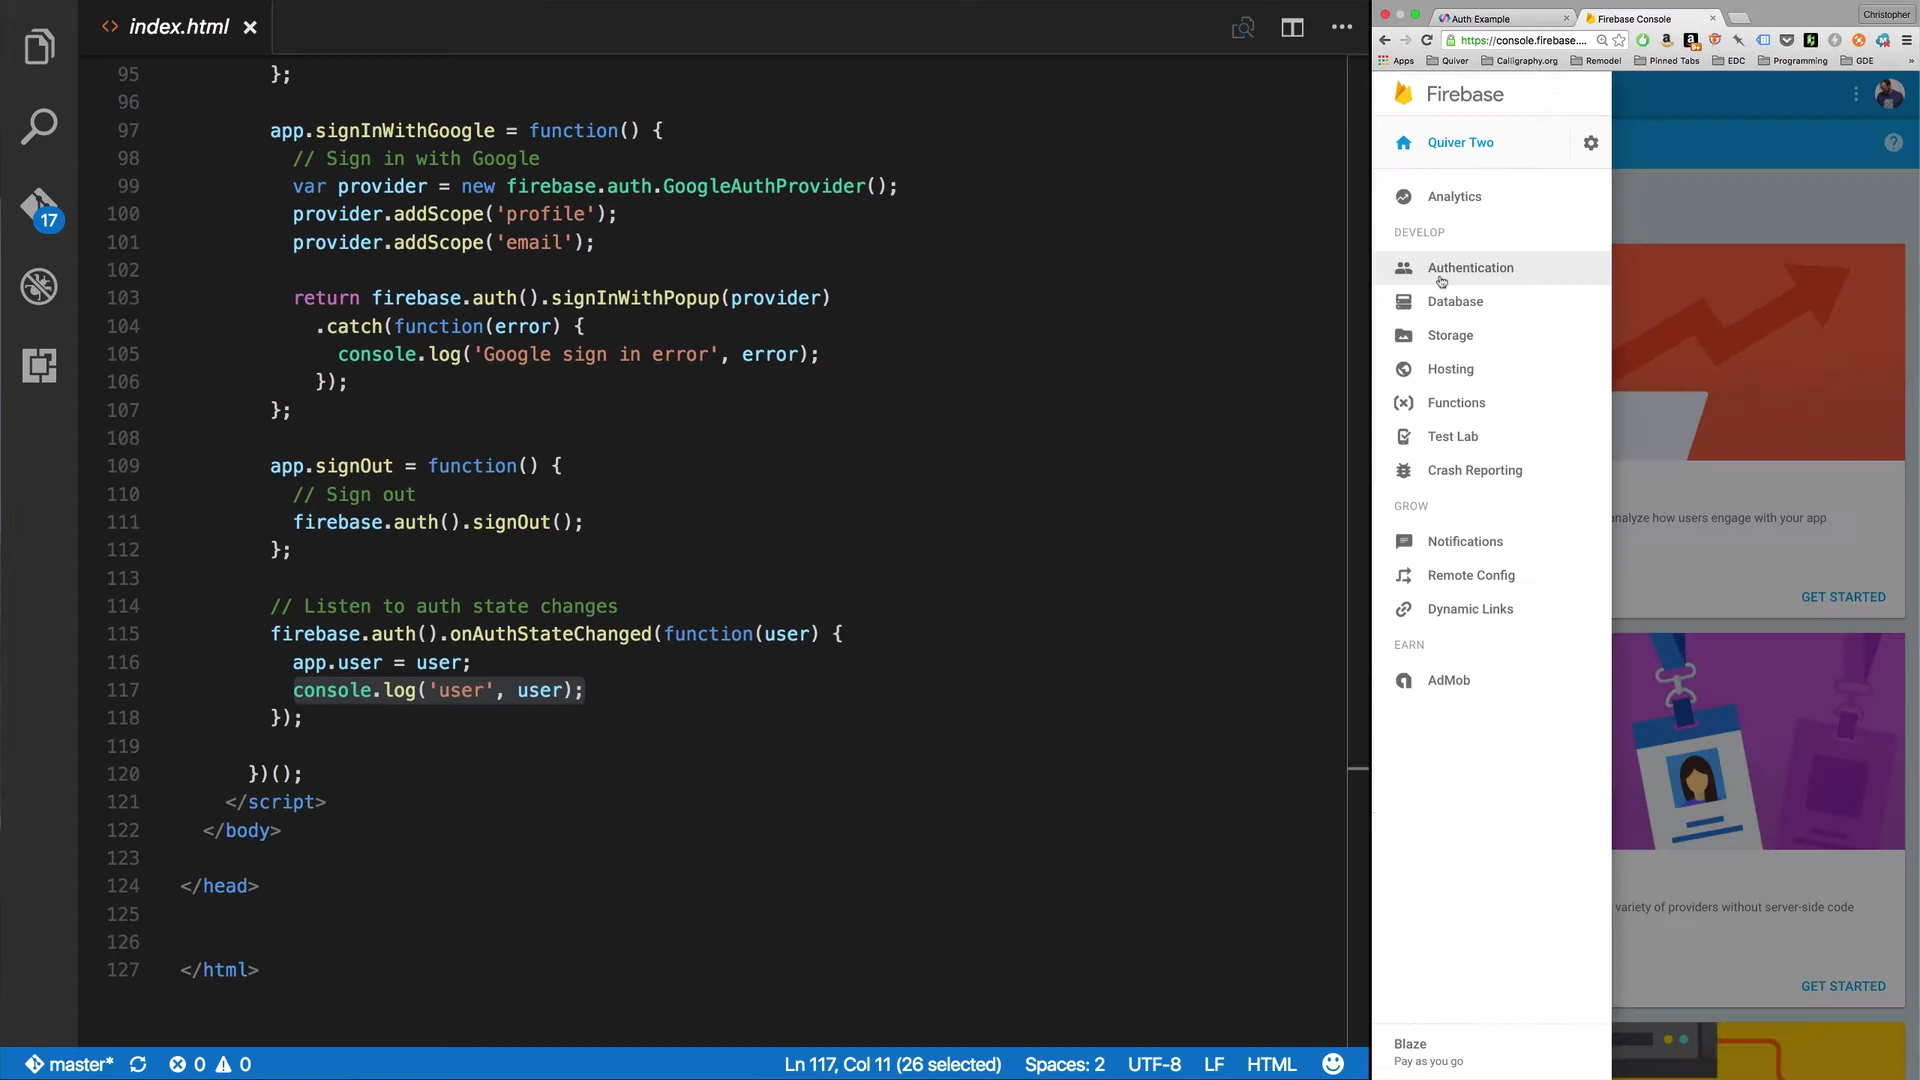 index.html
95 };
96
97 app.signInWithGoogle = function() {
98 // Sign in with Google
99 var provider = new firebase.auth.GoogleAuthProvider();
100 provider.addScope('profile');
101 provider.addScope('email');
102
103 return firebase.auth().signInWithPopup(provider)
104 .catch(function(error) {
105 console.log('Google sign in error', error);
106 });
107 };
108
109 app.signOut = function() {
110 // Sign out
111 firebase.auth().signOut();
112 };
113
114 // Listen to auth state changes
115 firebase.auth().onAuthStateChanged(function(user) {
116 app.user = user;
117 console.log('user', user);
118 });
119
120 })();
121 </script>
122 </body>
123
124 </head>
125
126
127 </html>
17
master* 0 0
Ln 117, Col 11 (26 selected) Spaces: 2 UTF-8 LF HTML
Auth Example
Firebase Console
Christopher
https://console.firebase....
Apps Quiver Calligraphy.org Remodel Pinned Tabs EDC Programming GDE »
Firebase
Quiver Two
Analytics
DEVELOP
Authentication
Database
Storage
Hosting
Functions
Test Lab
Crash Reporting
GROW
Notifications
Remote Config
Dynamic Links
EARN
AdMob
Blaze
Pay as you go
analyze how users engage with your app
GET STARTED
variety of providers without server-side code
GET STARTED